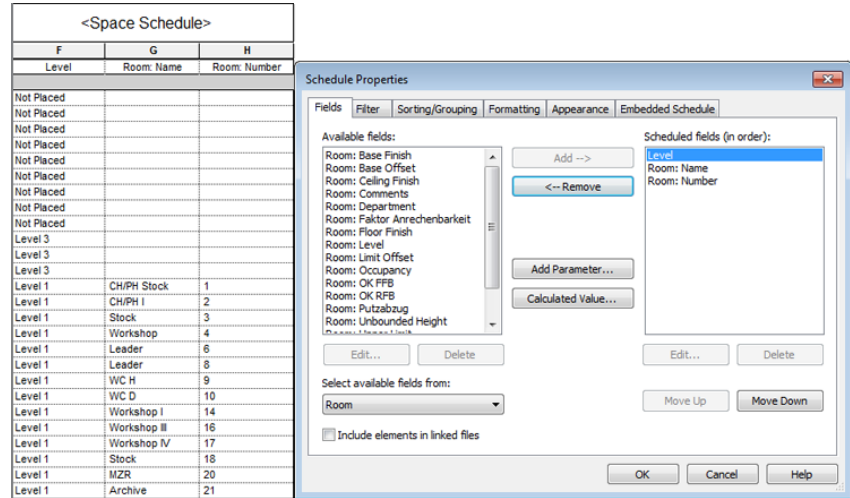 <Space Schedule>
F G H
Level Room: Name Room: Number
Not Placed
Not Placed
Not Placed
Not Placed
Not Placed
Not Placed
Not Placed
Not Placed
Not Placed
Level 3
Level 3
Level 3
Level 1 CH/PH Stock 1
Level 1 CH/PH I 2
Level 1 Stock 3
Level 1 Workshop 4
Level 1 Leader 6
Level 1 Leader 8
Level 1 WC H 9
Level 1 WC D 10
Level 1 Workshop I 14
Level 1 Workshop III 16
Level 1 Workshop IV 17
Level 1 Stock 18
Level 1 MZR 20
Level 1 Archive 21
Schedule Properties
Fields Filter Sorting/Grouping Formatting Appearance Embedded Schedule
Available fields:
Room: Base Finish
Room: Base Offset
Room: Ceiling Finish
Room: Comments
Room: Department
Room: Faktor Anrechenbarkeit
Room: Floor Finish
Room: Level
Room: Limit Offset
Room: Occupancy
Room: OK FFB
Room: OK RFB
Room: Putzabzug
Room: Unbounded Height
Room: Upper Limit
Add -->
<-- Remove
Add Parameter...
Calculated Value...
Scheduled fields (in order):
Level
Room: Name
Room: Number
Edit... Delete
Edit... Delete
Select available fields from:
Room
Move Up Move Down
Include elements in linked files
OK Cancel Help